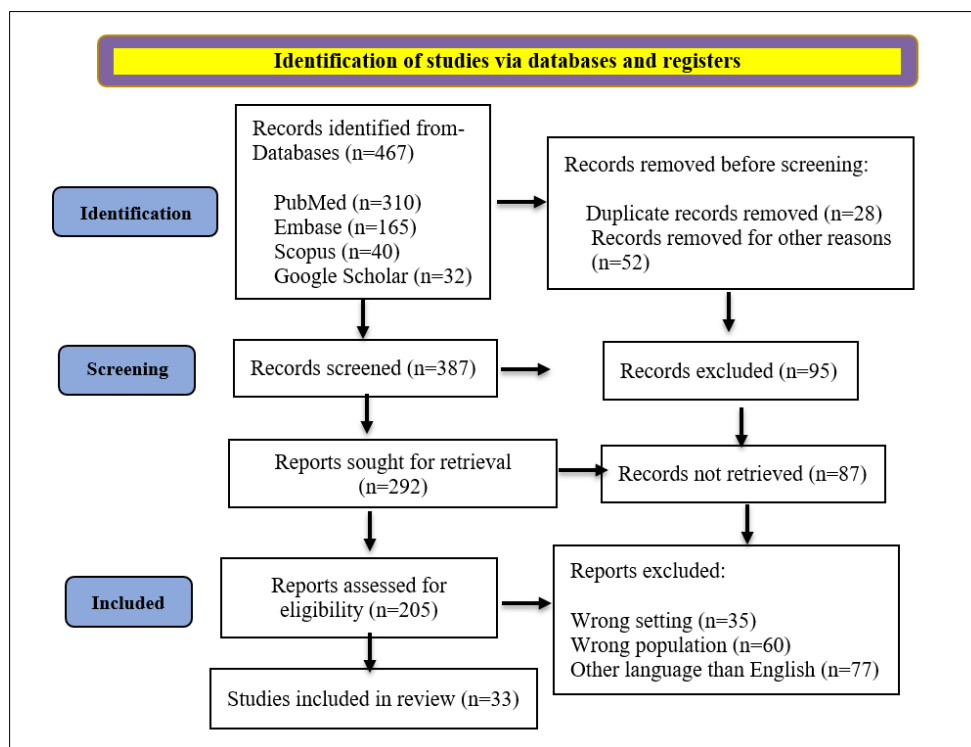 Identification of studies via databases and registers
Records identified from-
Databases (n=467)
PubMed (n=310)
Embase (n=165)
Scopus (n=40)
Google Scholar (n=32)
Records removed before screening:
Duplicate records removed (n=28)
Records removed for other reasons
(n=52)
Identification
Screening
Records screened (n=387)
Records excluded (n=95)
Reports sought for retrieval
(n=292)
Records not retrieved (n=87)
Included
Reports assessed for
eligibility (n=205)
Reports excluded:
Wrong setting (n=35)
Wrong population (n=60)
Other language than English (n=77)
Studies included in review (n=33)